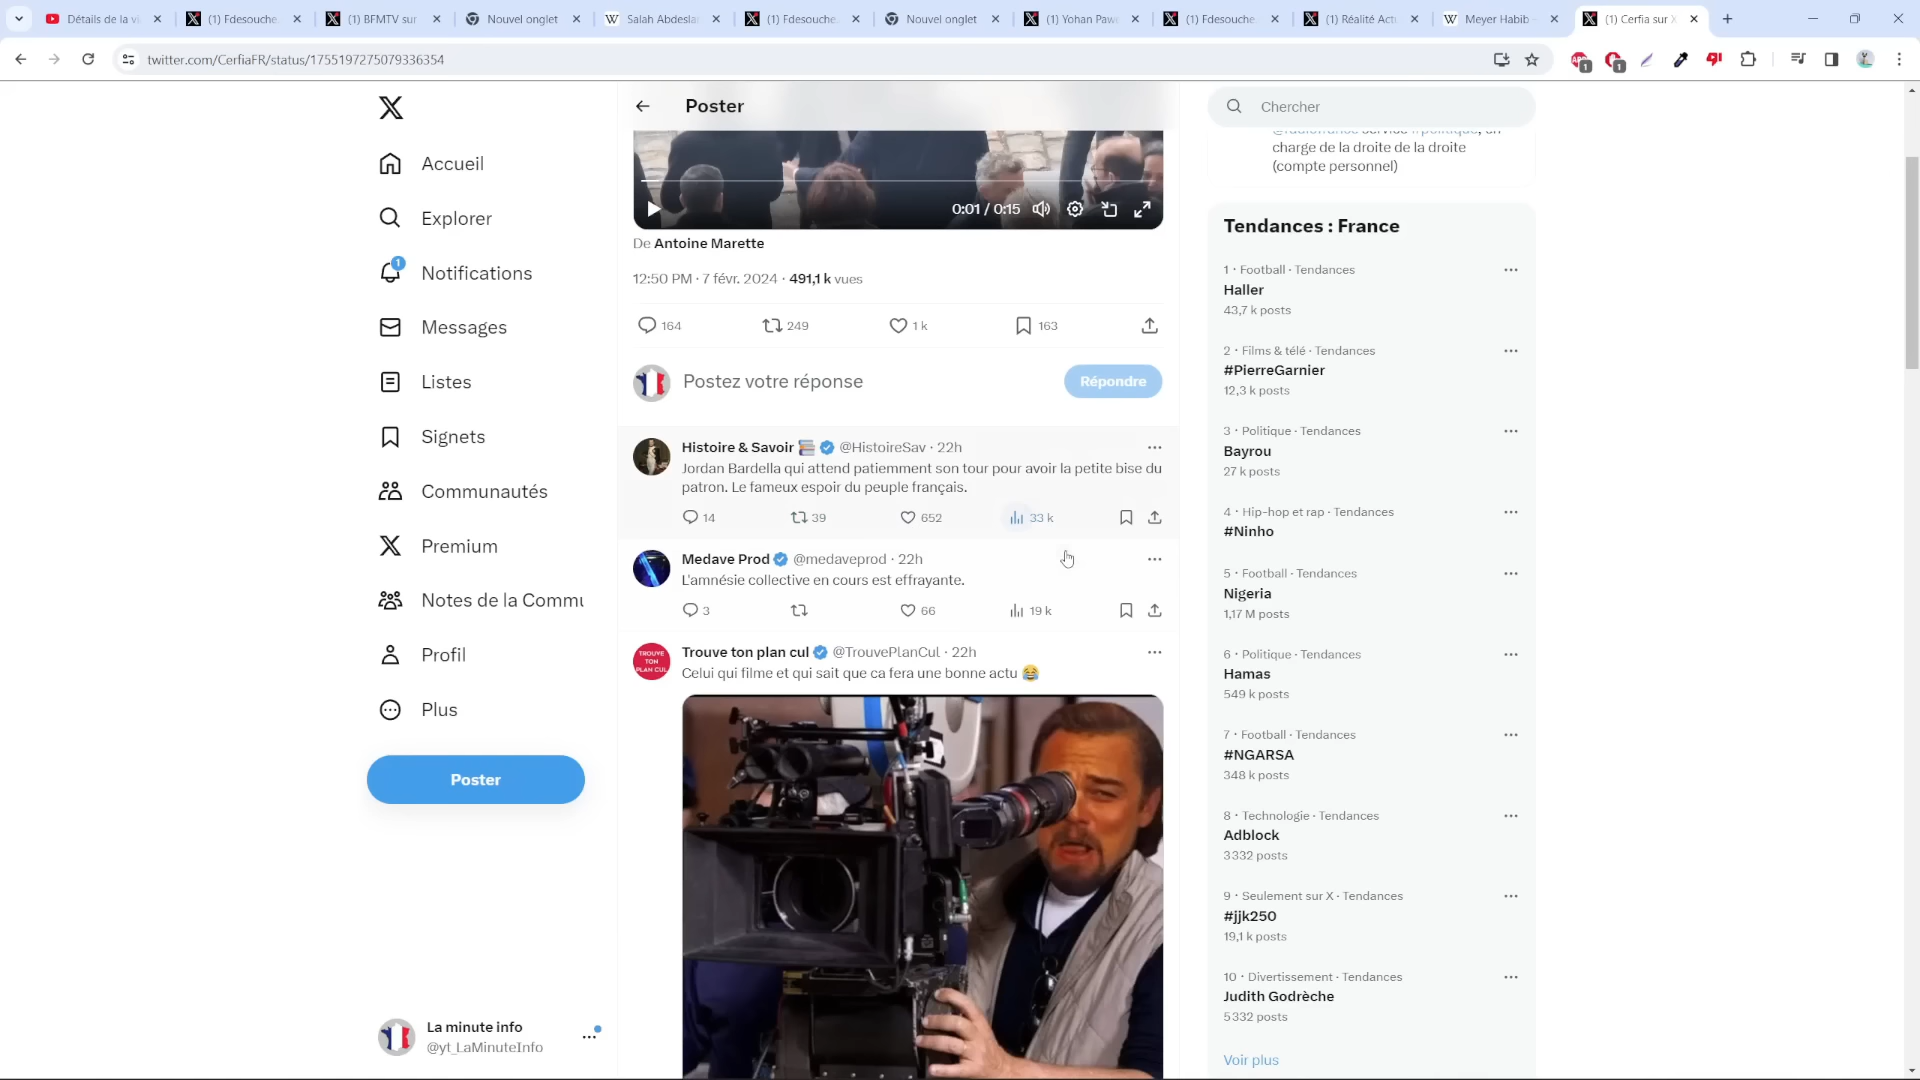 Détails de la vi
(1) Fdesouche
(1) BFMTV sur
Nouvel onglet
Salah Abdesla
(1) Fdesouche
Nouvel onglet
(1) Yohan Paw
(1) Fdesouche
(1) Réalité Act
Meyer Habib
(1) Cerfia sur X
twitter.com/CerfiaFR/status/1755197275079336354
1
1
Poster
Chercher
charge de la droite de la droite
(compte personnel)
Accueil
Explorer
1
Notifications
Messages
Listes
Signets
Communautés
Premium
Notes de la Commu
Profil
Plus
Poster
La minute info
@yt_LaMinuteInfo
0:01 / 0:15
De Antoine Marette
12:50 PM · 7 févr. 2024 · 491,1 k vues
164 249 1 k 163
Postez votre réponse
Répondre
Histoire & Savoir @HistoireSav · 22h
Jordan Bardella qui attend patiemment son tour pour avoir la petite bise du
patron. Le fameux espoir du peuple français.
14 39 652 33 k
Medave Prod @medaveprod · 22h
L'amnésie collective en cours est effrayante.
3 66 19 k
TROUVE
TON
PLAN CUL
Trouve ton plan cul @TrouvePlanCul · 22h
Celui qui filme et qui sait que ca fera une bonne actu 😂
Tendances : France
1 · Football · Tendances
Haller
43,7 k posts
2 · Films & télé · Tendances
#PierreGarnier
12,3 k posts
3 · Politique · Tendances
Bayrou
27 k posts
4 · Hip-hop et rap · Tendances
#Ninho
5 · Football · Tendances
Nigeria
1,17 M posts
6 · Politique · Tendances
Hamas
549 k posts
7 · Football · Tendances
#NGARSA
348 k posts
8 · Technologie · Tendances
Adblock
3 332 posts
9 · Seulement sur X · Tendances
#jjk250
19,1 k posts
10 · Divertissement · Tendances
Judith Godrèche
5 332 posts
Voir plus